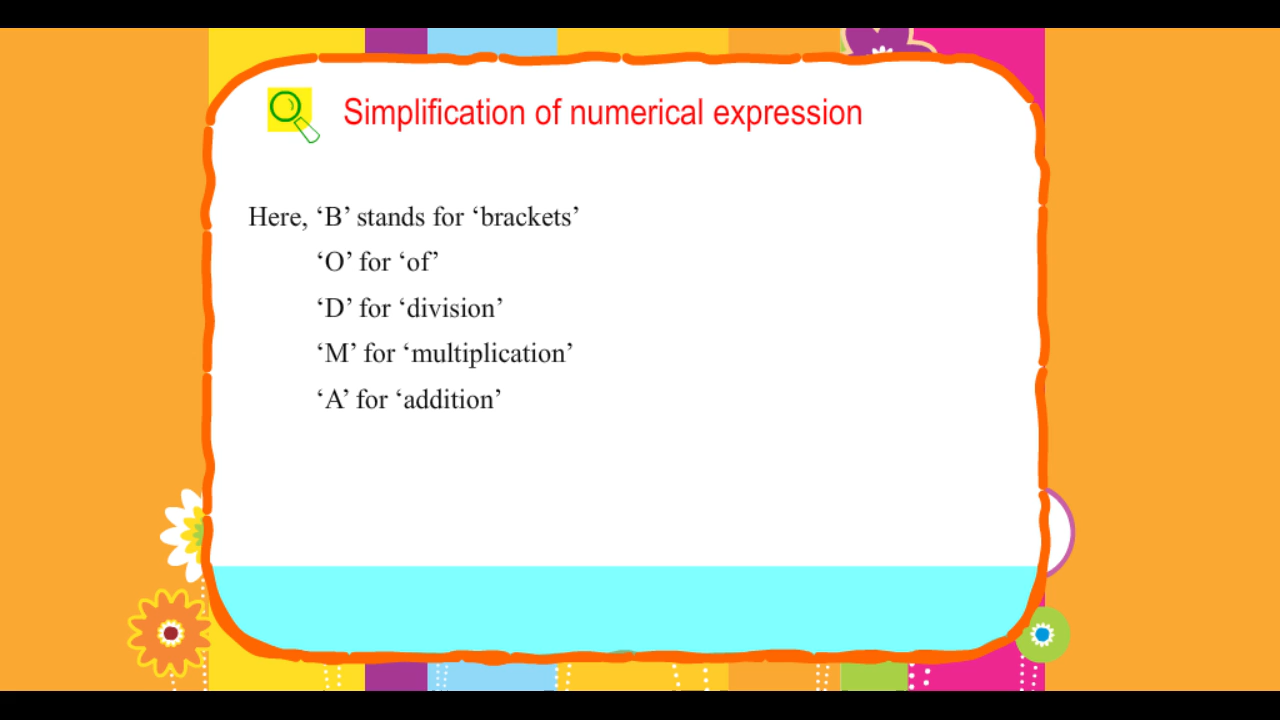 Simplification of numerical expression
Here, ‘B’ stands for ‘brackets’
‘O’ for ‘of’
‘D’ for ‘division’
‘M’ for ‘multiplication’
‘A’ for ‘addition’